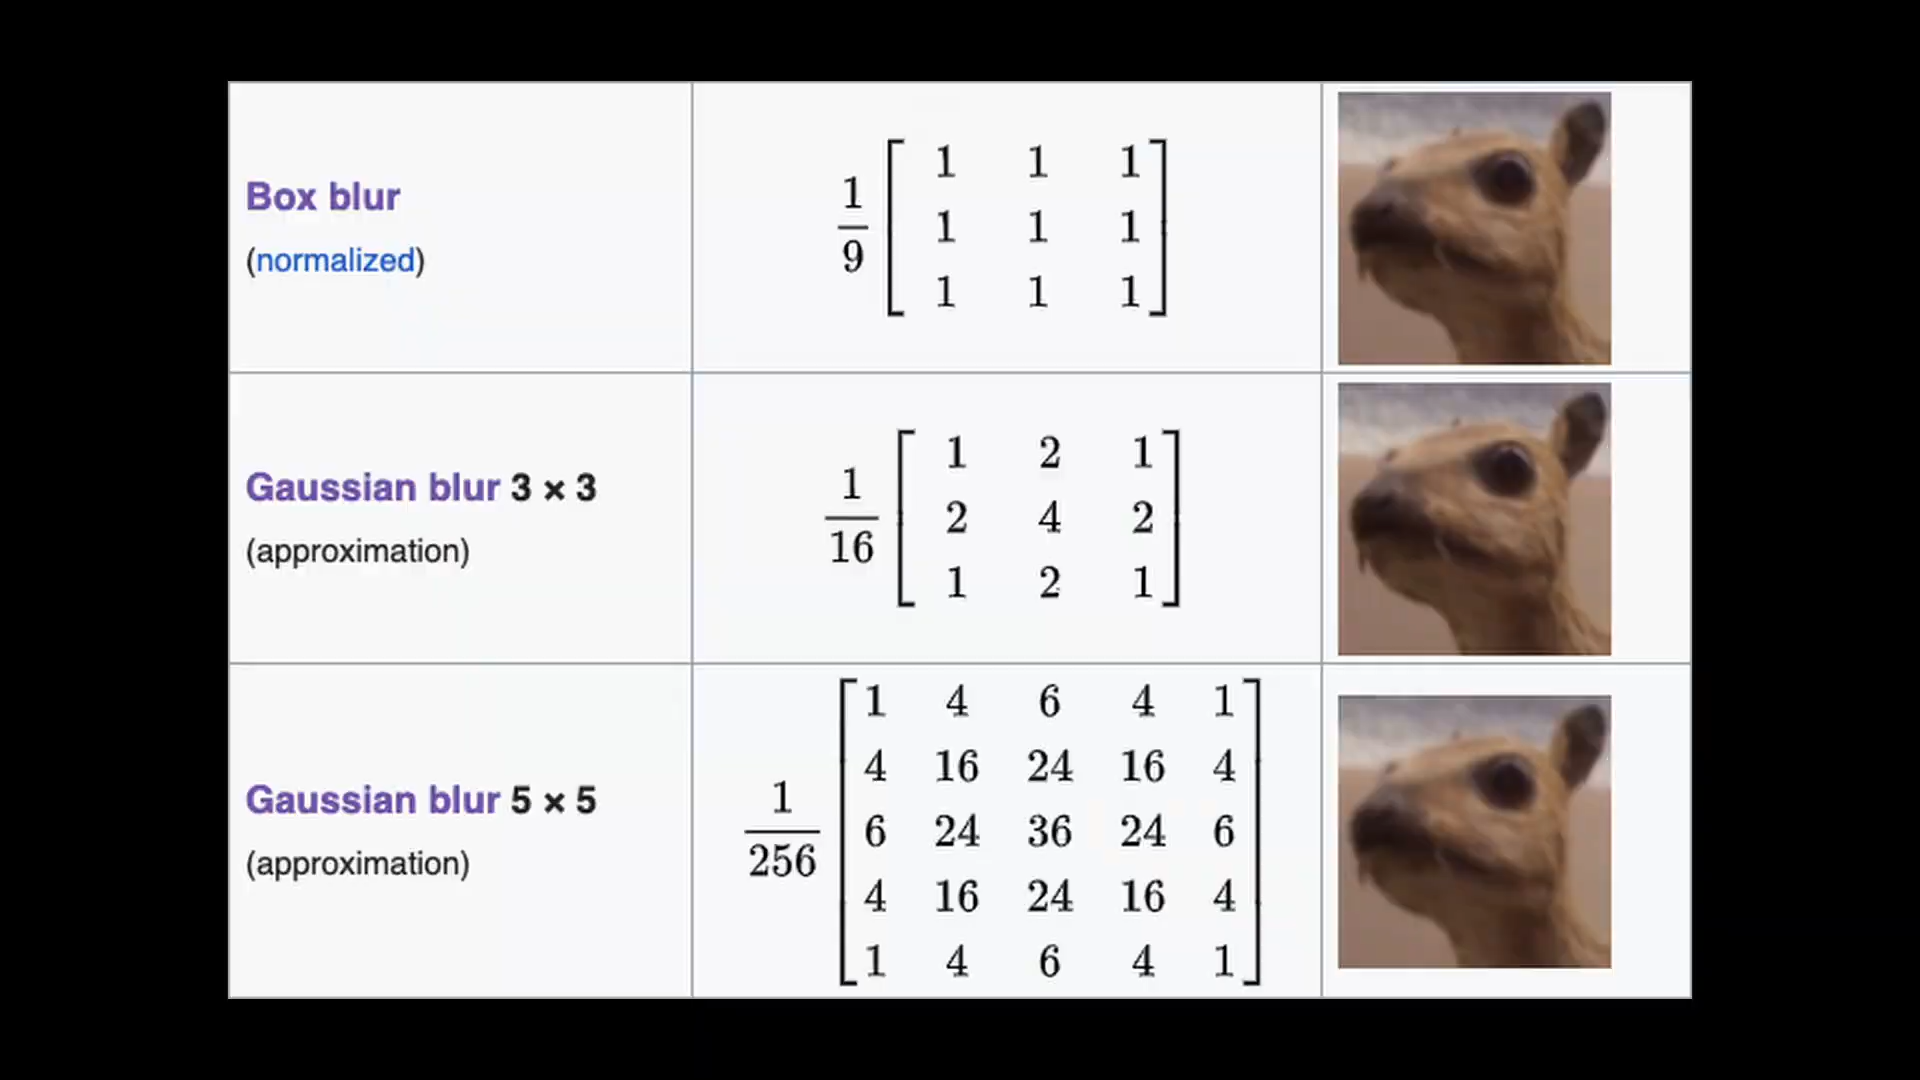 Box blur
(normalized)
1
9
1 1 1
1 1 1
1 1 1
Gaussian blur 3 × 3
(approximation)
1
16
1 2 1
2 4 2
1 2 1
Gaussian blur 5 × 5
(approximation)
1
256
1 4 6 4 1
4 16 24 16 4
6 24 36 24 6
4 16 24 16 4
1 4 6 4 1